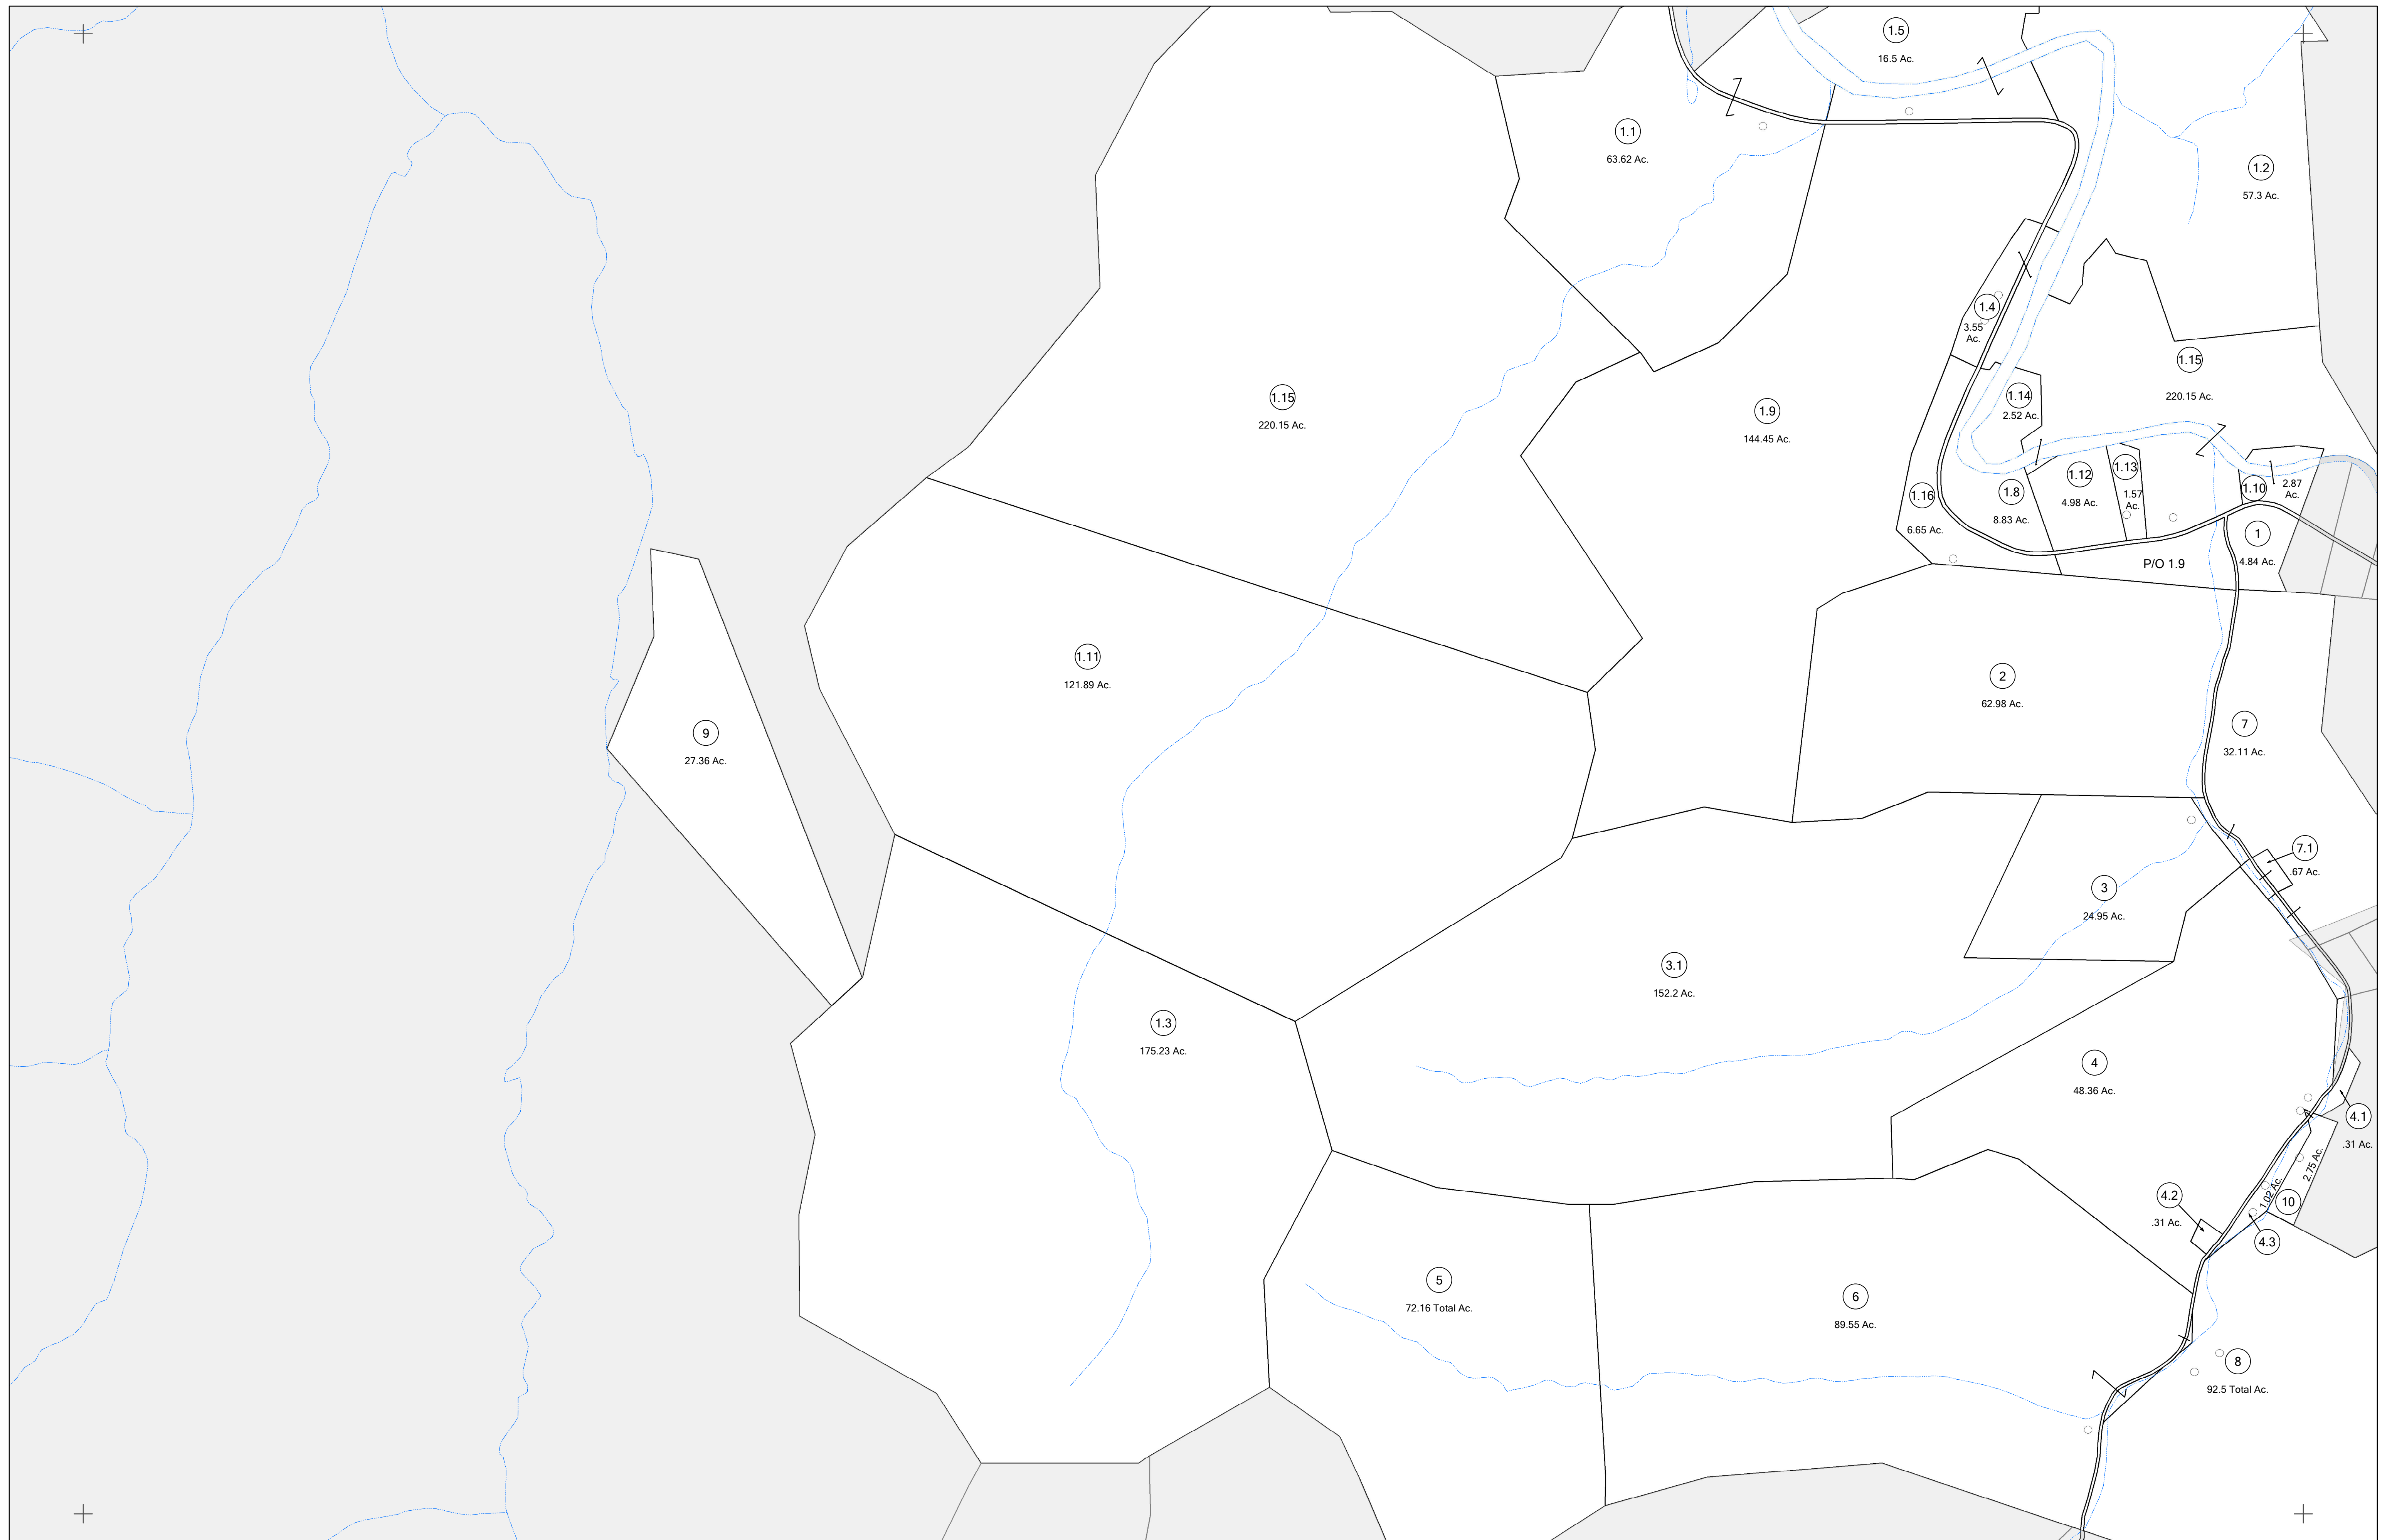 1.5
16.5 Ac.
1.1
63.62 Ac.
1.2
57.3 Ac.
1.4
3.55
Ac.
1.15
220.15 Ac.
1.14
2.52 Ac.
1.15
220.15 Ac.
1.9
144.45 Ac.
1.12
4.98 Ac.
1.13
1.57
Ac.
1.10
2.87
Ac.
1.16
6.65 Ac.
1.8
8.83 Ac.
1
4.84 Ac.
P/O 1.9
1.11
121.89 Ac.
2
62.98 Ac.
7
32.11 Ac.
9
27.36 Ac.
7.1
.67 Ac.
3
24.95 Ac.
3.1
152.2 Ac.
1.3
175.23 Ac.
4
48.36 Ac.
4.1
.31 Ac.
2.75 Ac.
1.02 Ac.
10
4.2
.31 Ac.
4.3
5
72.16 Total Ac.
6
89.55 Ac.
8
92.5 Total Ac.